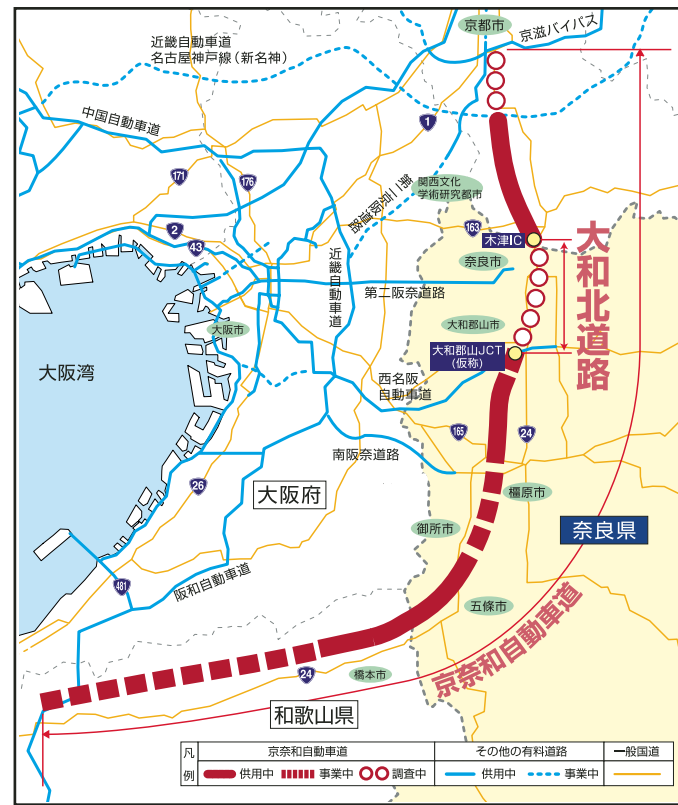 京都市
京滋バイパス
近畿自動車道
名古屋神戸線(新名神)
中国自動車道
1
171
176
第二京阪道路
関西文化
学術研究都市
2
163
木津IC
43
近畿自動車道
奈良市
大和北道路
第二阪奈道路
大阪市
大和郡山市
大和郡山JCT
(仮称)
大阪湾
西名阪
自動車道
165
24
南阪奈道路
26
大阪府
橿原市
御所市
奈良県
481
阪和自動車道
五條市
京奈和自動車道
24
橋本市
和歌山県
凡例
京奈和自動車道
その他の有料道路
一般国道
供用中
事業中
調査中
供用中
事業中